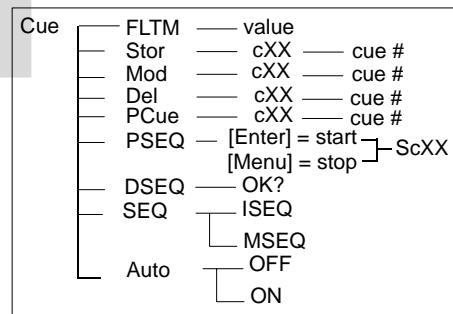 Cue FLTM value
Stor cXX cue #
Mod cXX cue #
Del cXX cue #
PCue cXX cue #
PSEQ [Enter] = start
[Menu] = stop ScXX
DSEQ OK?
SEQ ISEQ
MSEQ
Auto OFF
ON